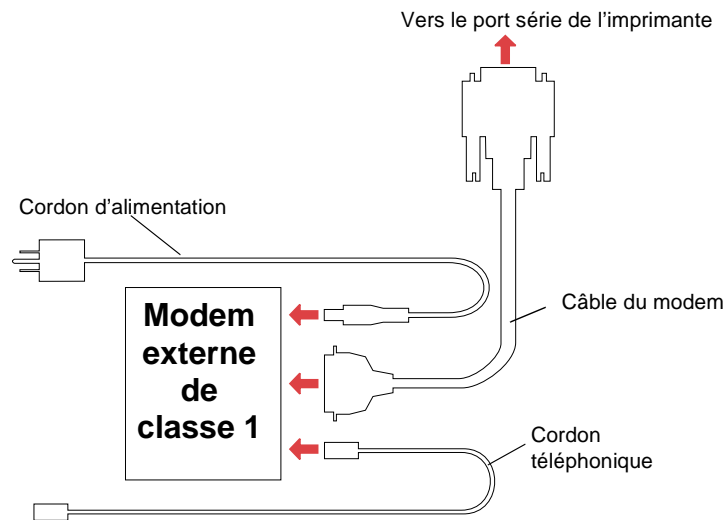 Vers le port série de l'imprimante
Cordon d'alimentation
Modem
externe
de
classe 1
Câble du modem
Cordon
téléphonique